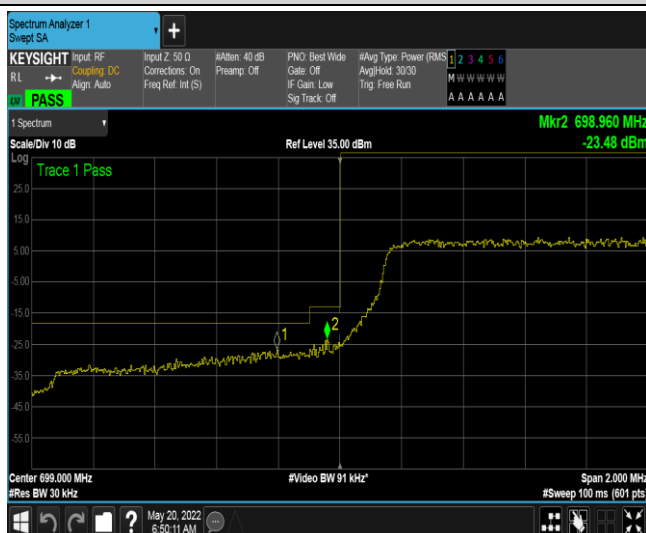 Spectrum Analyzer 1
Swept SA
+
KEYSIGHT
RL
PASS
Input: RF
Coupling: DC
Align: Auto
Input Z: 50 Ω
Corrections: On
Freq Ref: Int (S)
#Atten: 40 dB
Preamp: Off
PNO: Best Wide
Gate: Off
IF Gain: Low
Sig Track: Off
#Avg Type: Power (RMS
Avg|Hold: 30/30
Trig: Free Run
1 2 3 4 5 6
M W W W W W
A A A A A A
1 Spectrum
Scale/Div 10 dB
Ref Level 35.00 dBm
Mkr2 698.960 MHz
-23.48 dBm
Log
Trace 1 Pass
25.0
15.0
5.00
-5.00
-15.0
-25.0
-35.0
-45.0
-55.0
1
2
Center 699.000 MHz
#Res BW 30 kHz
#Video BW 91 kHz*
Span 2.000 MHz
#Sweep 100 ms (601 pts)
?
May 20, 2022
6:50:11 AM